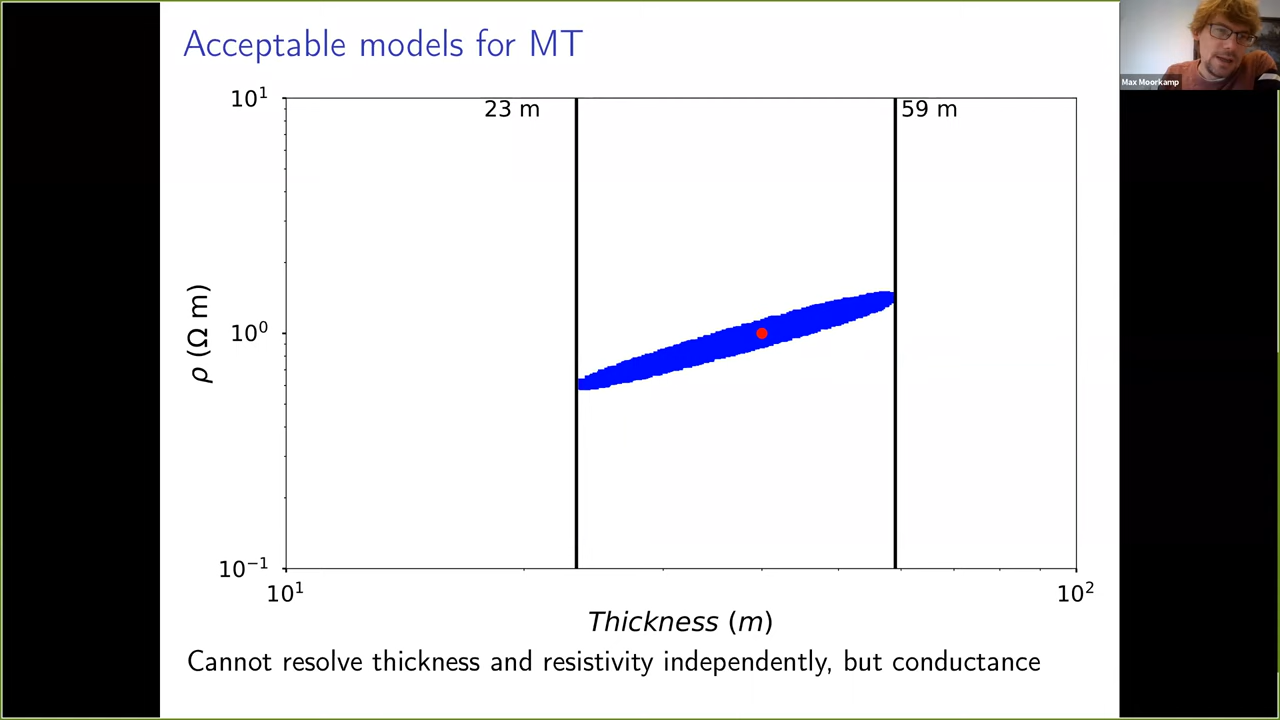 Acceptable models for MT
Max Moorkamp
10¹
23 m
59 m
ρ (Ω m)
10⁰
10⁻¹
10¹
10²
Thickness (m)
Cannot resolve thickness and resistivity independently, but conductance